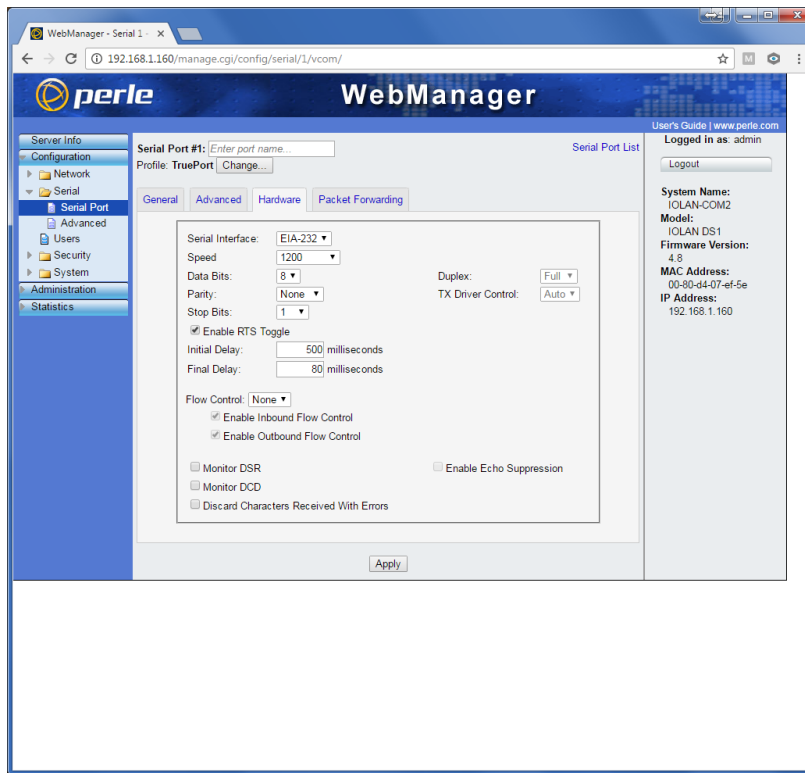 WebManager - Serial 1 -
192.168.1.160/manage.cgi/config/serial/1/vcom/
perle
WebManager
User's Guide | www.perle.com
Server Info
Configuration
Network
Serial
Serial Port
Advanced
Users
Security
System
Administration
Statistics
Serial Port #1: Enter port name...
Serial Port List
Profile: TruePort Change...
General Advanced Hardware Packet Forwarding
Serial Interface: EIA-232
Speed 1200
Data Bits: 8 Duplex: Full
Parity: None TX Driver Control: Auto
Stop Bits: 1
Enable RTS Toggle
Initial Delay: 500 milliseconds
Final Delay: 80 milliseconds
Flow Control: None
Enable Inbound Flow Control
Enable Outbound Flow Control
Monitor DSR Enable Echo Suppression
Monitor DCD
Discard Characters Received With Errors
Apply
Logged in as: admin
Logout
System Name:
IOLAN-COM2
Model:
IOLAN DS1
Firmware Version:
4.8
MAC Address:
00-80-d4-07-ef-5e
IP Address:
192.168.1.160